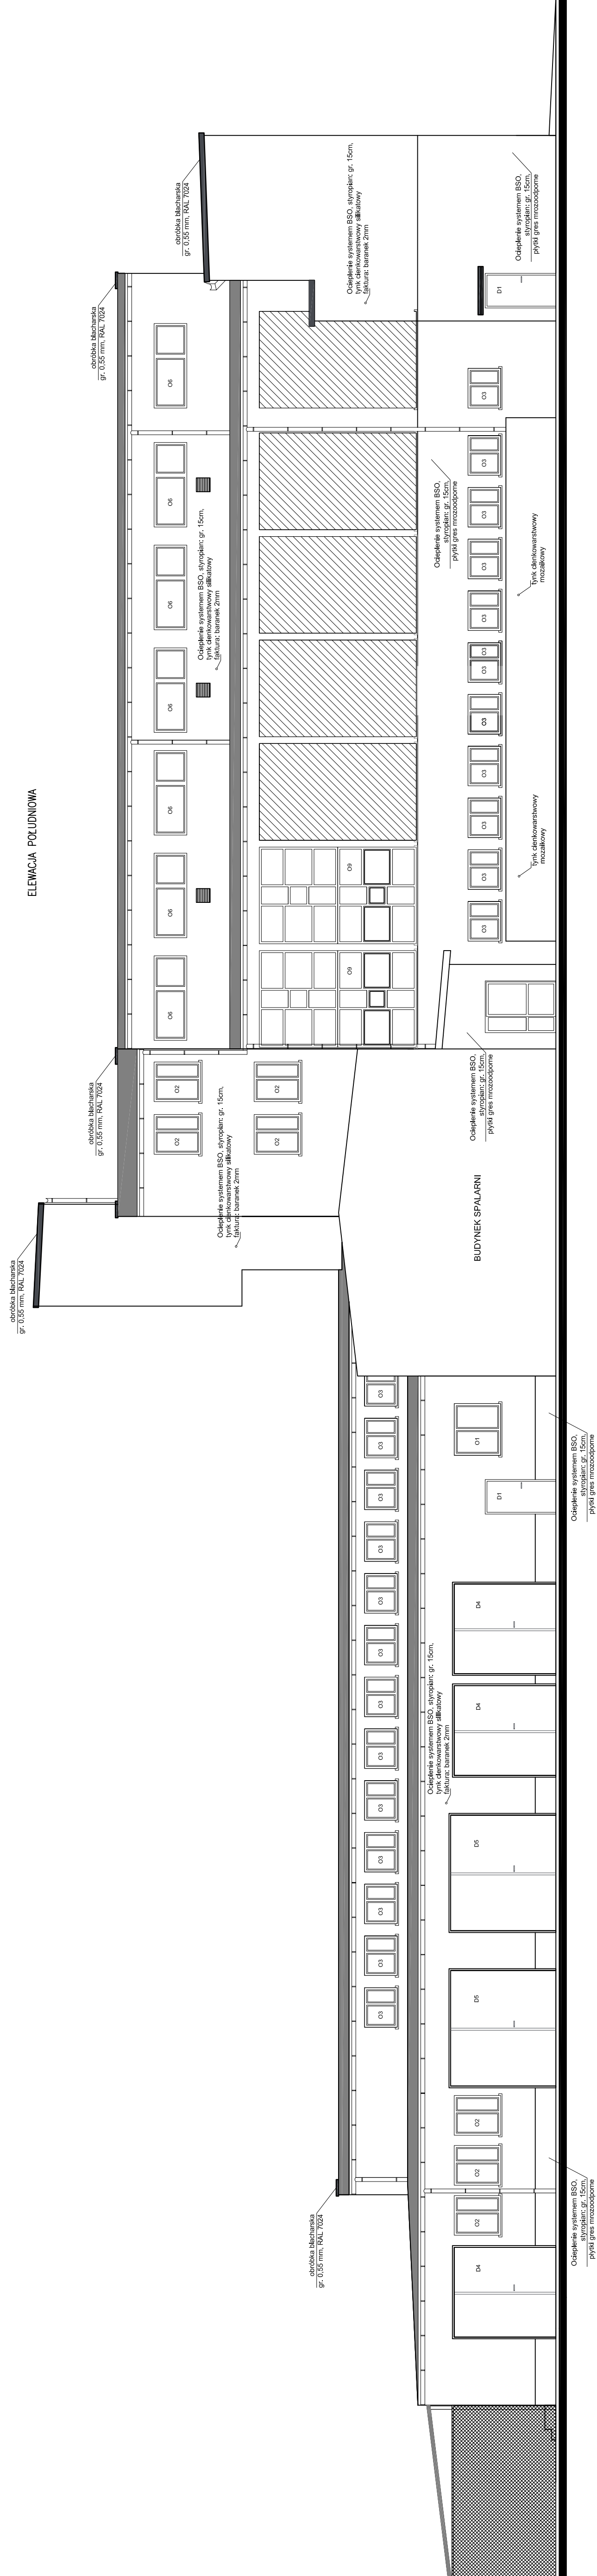 obróbka blacharska
gr. 0,55 mm, RAL 7024
ELEWACJA POŁUDNIOWA
obróbka blacharska
gr. 0,55 mm, RAL 7024
obróbka blacharska
gr. 0,55 mm, RAL 7024
obróbka blacharska
gr. 0,55 mm, RAL 7024
O2 O2 O6 O6 O6 O6 O6 O6 O6
Ocieplenie systemem BSO, styropian: gr. 15cm,
tynk cienkowarstwowy silikatowy
faktura: baranek 2mm
Ocieplenie systemem BSO, styropian: gr. 15cm,
tynk cienkowarstwowy silikatowy
faktura: baranek 2mm
O2 O2
obróbka blacharska
gr. 0,55 mm, RAL 7024
O9 O9
Ocieplenie systemem BSO, styropian: gr. 15cm,
tynk cienkowarstwowy silikatowy
faktura: baranek 2mm
O3 O3 O3 O3 O3 O3 O3 O3 O3 O3 O3 O3 O3
Ocieplenie systemem BSO, styropian: gr. 15cm,
tynk cienkowarstwowy silikatowy
faktura: baranek 2mm
Ocieplenie systemem BSO,
styropian: gr. 15cm,
płytki gres mrozoodporne
Ocieplenie systemem BSO,
styropian: gr. 15cm,
płytki gres mrozoodporne
BUDYNEK SPALARNI
D4 O2 O2 O2 D5 D5 D4 D4 D1 O1
O3 O3 O3 O3 O3 O3 O3 O3 O3 O3 O3 O3
D1
Ocieplenie systemem BSO,
styropian: gr. 15cm,
płytki gres mrozoodporne
tynk cienkowarstwowy
mozaikowy
tynk cienkowarstwowy
mozaikowy
Ocieplenie systemem BSO,
styropian: gr. 15cm,
płytki gres mrozoodporne
Ocieplenie systemem BSO,
styropian: gr. 15cm,
płytki gres mrozoodporne